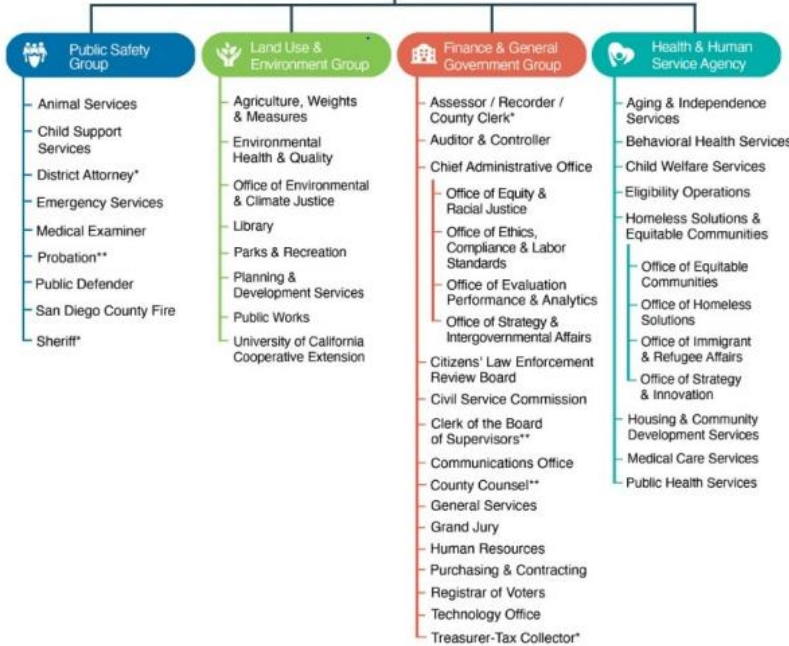 Public Safety
Group
Animal Services
Child Support
Services
District Attorney*
Emergency Services
Medical Examiner
Probation**
Public Defender
San Diego County Fire
Sheriff*
Land Use &
Environment Group
Agriculture, Weights
& Measures
Environmental
Health & Quality
Office of Environmental
& Climate Justice
Library
Parks & Recreation
Planning &
Development Services
Public Works
University of California
Cooperative Extension
Finance & General
Government Group
Assessor / Recorder /
County Clerk*
Auditor & Controller
Chief Administrative Office
Office of Equity &
Racial Justice
Office of Ethics,
Compliance & Labor
Standards
Office of Evaluation
Performance & Analytics
Office of Strategy &
Intergovernmental Affairs
Citizens' Law Enforcement
Review Board
Civil Service Commission
Clerk of the Board
of Supervisors**
Communications Office
County Counsel**
General Services
Grand Jury
Human Resources
Purchasing & Contracting
Registrar of Voters
Technology Office
Treasurer-Tax Collector*
Health & Human
Service Agency
Aging & Independence
Services
Behavioral Health Services
Child Welfare Services
Eligibility Operations
Homeless Solutions &
Equitable Communities
Office of Equitable
Communities
Office of Homeless
Solutions
Office of Immigrant
& Refugee Affairs
Office of Strategy
& Innovation
Housing & Community
Development Services
Medical Care Services
Public Health Services